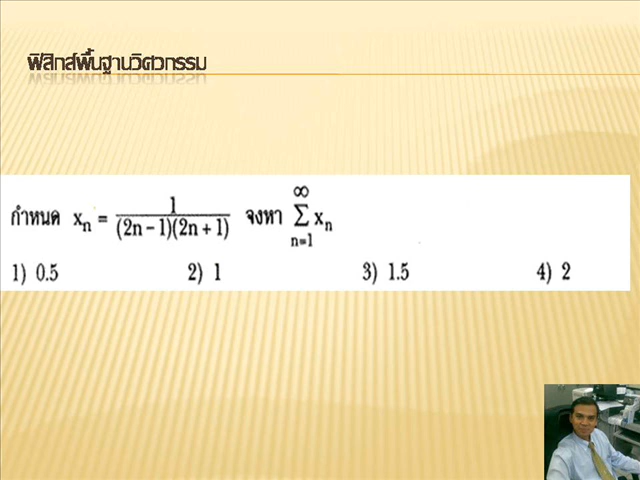 ฟิสิกส์พื้นฐานวิศวกรรม
กำหนด xₙ = 1/((2n – 1)(2n + 1)) จงหา ∑_{n=1}^{∞} xₙ
1) 0.5 2) 1 3) 1.5 4) 2